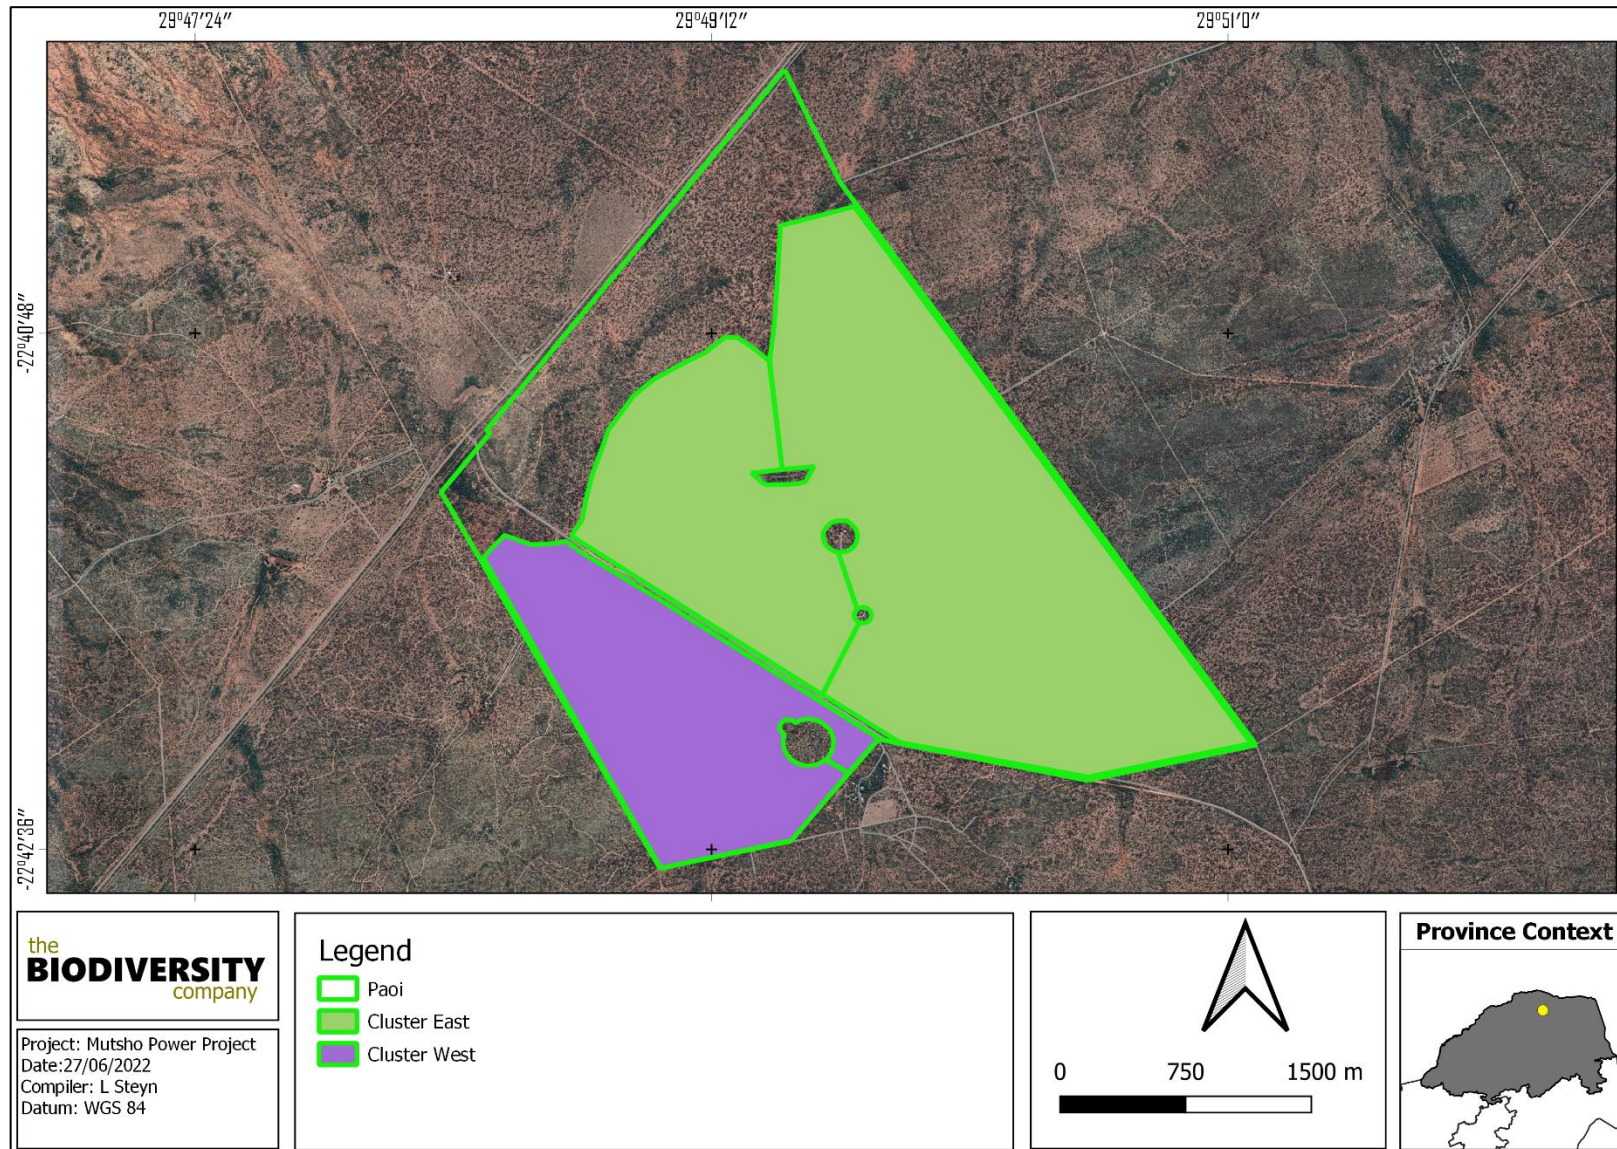 29°47'24″ 29°49'12″ 29°51'0″
-22°40'48″
-22°42'36″
the
BIODIVERSITY
company
Project: Mutsho Power Project
Date:27/06/2022
Compiler: L Steyn
Datum: WGS 84
Legend
Paoi
Cluster East
Cluster West
0 750 1500 m
Province Context